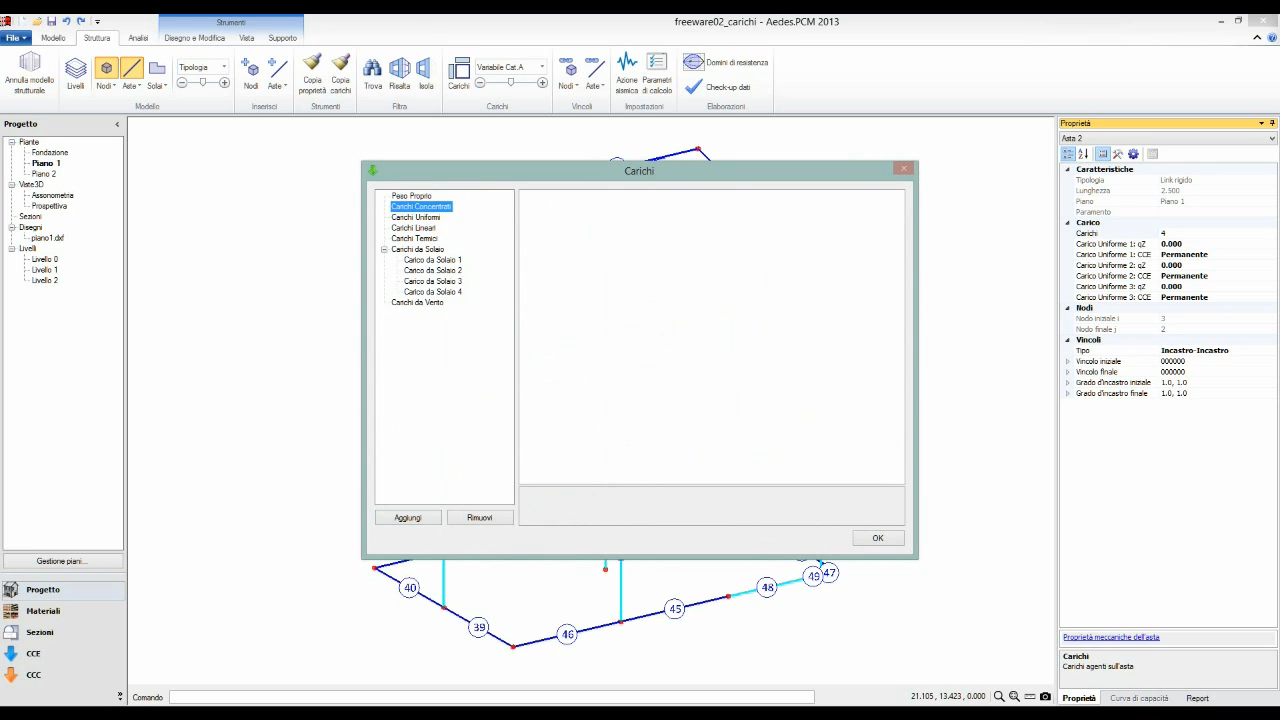 Strumenti
freeware02_carichi - Aedes.PCM 2013
File
Modello
Struttura
Analisi
Disegno e Modifica
Vista
Supporto
Annulla modello
strutturale
Livelli
Nodi
Aste
Solai
Tipologia
Modello
Nodi
Aste
Inserisci
Copia
proprietà
Copia
carichi
Strumenti
Trova
Risalta
Isola
Filtra
Carichi
Variabile Cat.A
Carichi
Nodi
Aste
Vincoli
Azione
sismica
Parametri
di calcolo
Impostazioni
Domini di resistenza
Check-up dati
Elaborazioni
Progetto
Piante
Fondazione
Piano 1
Piano 2
Viste3D
Assonometria
Prospettiva
Sezioni
Disegni
piano1.dxf
Livelli
Livello 0
Livello 1
Livello 2
Gestione piani...
Progetto
Materiali
Sezioni
CCE
CCC
Carichi
Peso Proprio
Carichi Concentrati
Carichi Uniformi
Carichi Lineari
Carichi Termici
Carichi da Solaio
Carico da Solaio 1
Carico da Solaio 2
Carico da Solaio 3
Carico da Solaio 4
Carichi da Vento
Aggiungi
Rimuovi
OK
40
39
46
45
48
49
47
Comando
21.105 , 13.423 , 0.000
Proprietà
Asta 2
Caratteristiche
Tipologia Link rigido
Lunghezza 2.500
Piano Piano 1
Paramento
Carico
Carichi 4
Carico Uniforme 1: qZ 0.000
Carico Uniforme 1: CCE Permanente
Carico Uniforme 2: qZ 0.000
Carico Uniforme 2: CCE Permanente
Carico Uniforme 3: qZ 0.000
Carico Uniforme 3: CCE Permanente
Nodi
Nodo iniziale i 3
Nodo finale j 2
Vincoli
Tipo Incastro-Incastro
Vincolo iniziale 000000
Vincolo finale 000000
Grado d'incastro iniziale 1.0, 1.0
Grado d'incastro finale 1.0, 1.0
Proprietà meccaniche dell'asta
Carichi
Carichi agenti sull'asta
Proprietà
Curva di capacità
Report